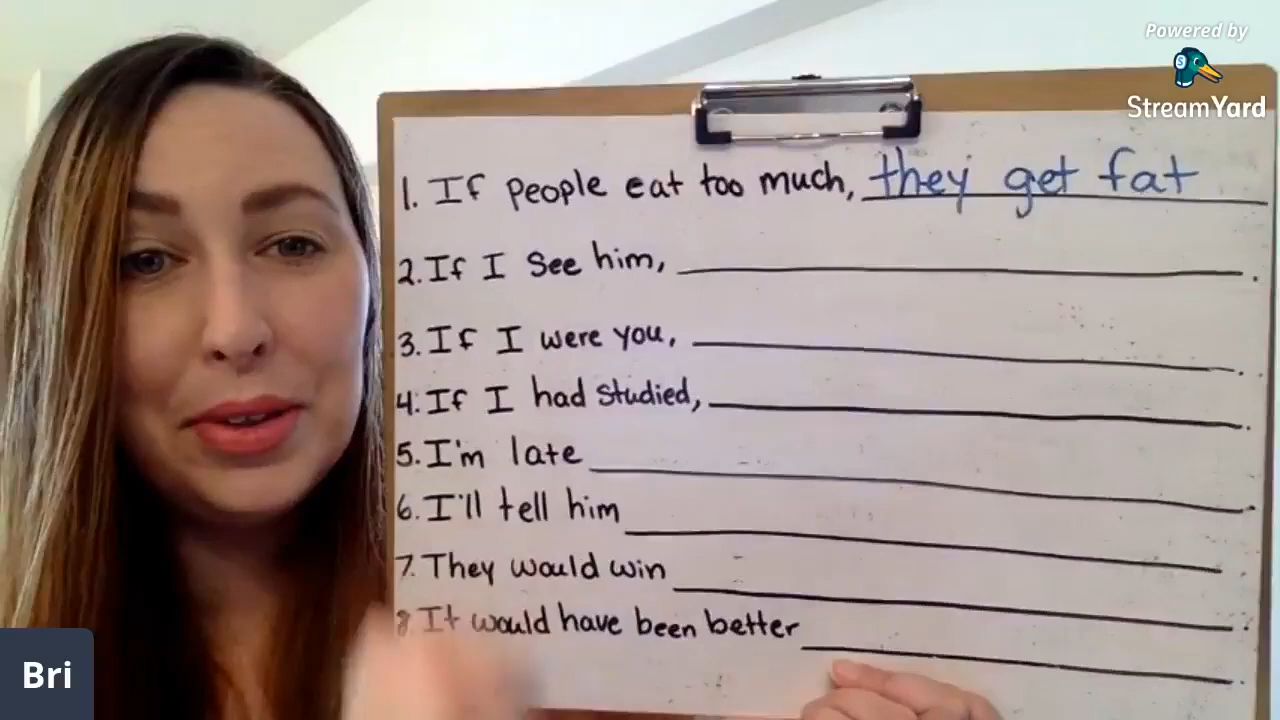 Powered by
StreamYard
1. If people eat too much, they get fat
2. If I see him, .
3. If I were you, .
4. If I had studied, .
5. I'm late .
6. I'll tell him .
7. They would win .
8 It would have been better .
Bri